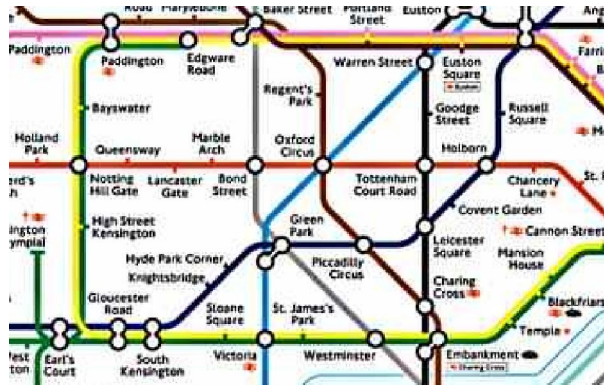 Road
Marylebone
Baker Street
Portland
Street
Euston
Paddington
Paddington
Edgware
Road
Warren Street
Euston
Square
Bayswater
Regent's
Park
Goodge
Street
Russell
Square
Holland
Park
Queensway
Marble
Arch
Oxford
Circus
Holborn
Notting
Hill Gate
Lancaster
Gate
Bond
Street
Tottenham
Court Road
Chancery
Lane
High Street
Kensington
Green
Park
Covent Garden
Leicester
Square
Cannon Street
Mansion
House
Hyde Park Corner
Knightsbridge
Piccadilly
Circus
Charing
Cross
Gloucester
Road
Sloane
Square
St. James's
Park
Blackfriars
Temple
Earl's
Court
South
Kensington
Victoria
Westminster
Embankment
Charing Cross